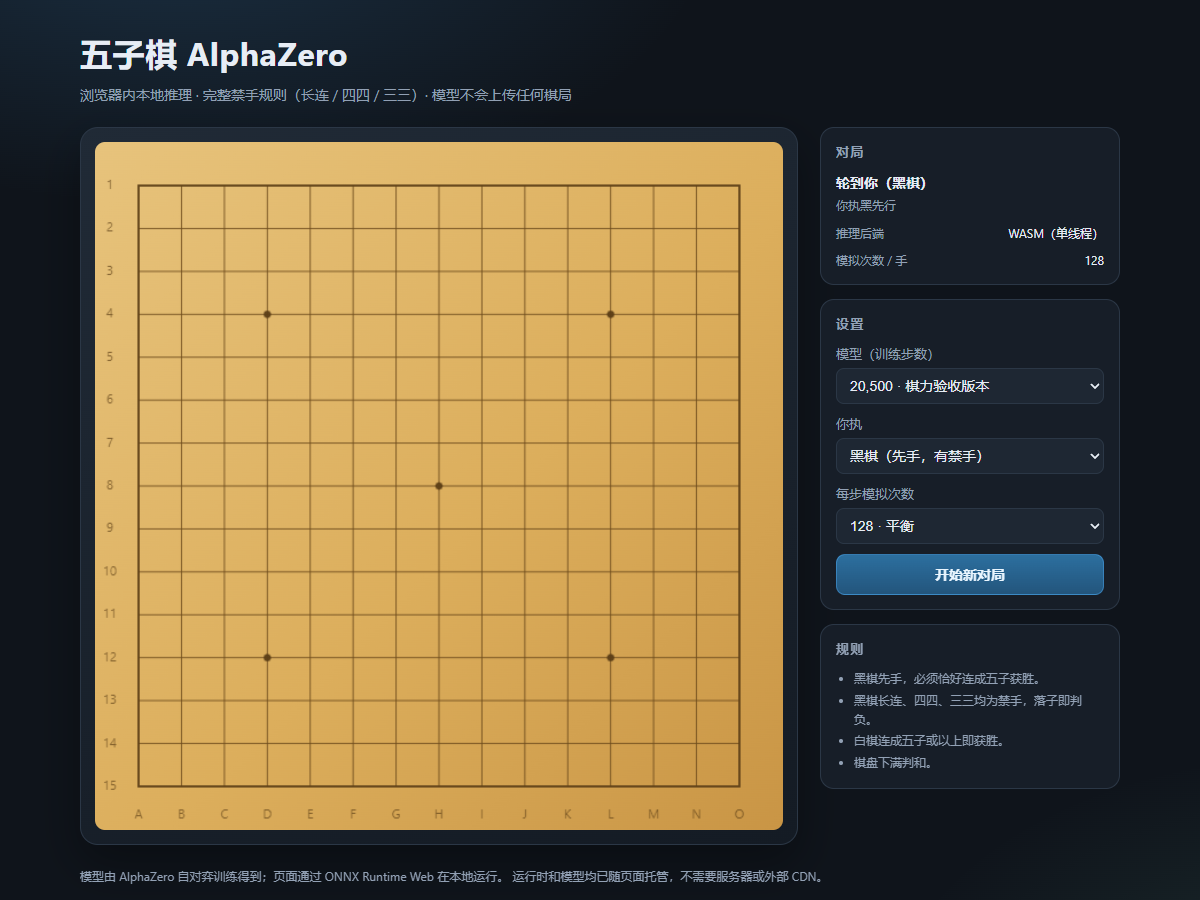 五子棋 AlphaZero
浏览器内本地推理 · 完整禁手规则（长连 / 四四 / 三三）· 模型不会上传任何棋局
1
2
3
4
5
6
7
8
9
10
11
12
13
14
15
A B C D E F G H I J K L M N O
对局
轮到你（黑棋）
你执黑先行
推理后端 WASM（单线程）
模拟次数 / 手 128
设置
模型（训练步数）
20,500 · 棋力验收版本
你执
黑棋（先手，有禁手）
每步模拟次数
128 · 平衡
开始新对局
规则
黑棋先手，必须恰好连成五子获胜。
黑棋长连、四四、三三均为禁手，落子即判
负。
白棋连成五子或以上即获胜。
棋盘下满判和。
模型由 AlphaZero 自对弈训练得到；页面通过 ONNX Runtime Web 在本地运行。 运行时和模型均已随页面托管，不需要服务器或外部 CDN。